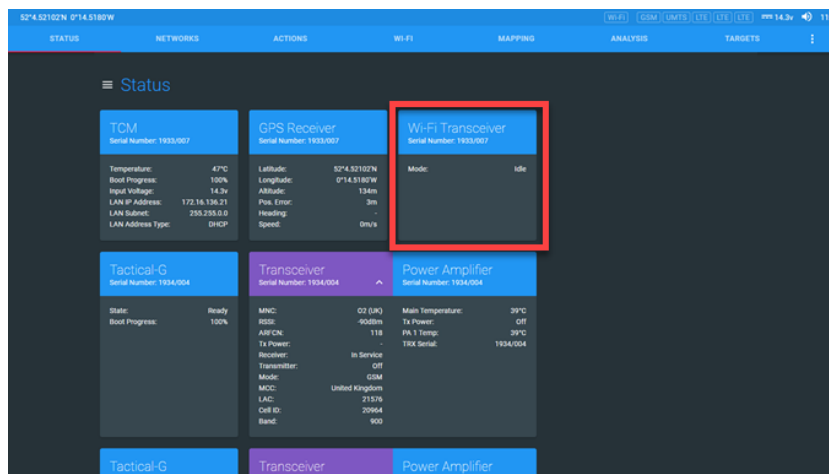 52°4.52102'N 0°14.5180'W
Wi-Fi GSM UMTS LTE LTE LTE 14.3v 11
STATUS NETWORKS ACTIONS WI-FI MAPPING ANALYSIS TARGETS
Status
TCM
Serial Number: 1933/007
Temperature: 47°C
Boot Progress: 100%
Input Voltage: 14.3v
LAN IP Address: 172.16.136.21
LAN Subnet: 255.255.0.0
LAN Address Type: DHCP
GPS Receiver
Serial Number: 1933/007
Latitude: 52°4.52102'N
Longitude: 0°14.5180'W
Altitude: 134m
Pos. Error: 3m
Heading: -
Speed: 0m/s
Wi-Fi Transceiver
Serial Number: 1933/007
Mode: Idle
Tactical-G
Serial Number: 1934/004
State: Ready
Boot Progress: 100%
Transceiver
Serial Number: 1934/004
MNC: O2 (UK)
RSSI: -90dBm
ARFCN: 118
Tx Power: -
Receiver: In Service
Transmitter: Off
Mode: GSM
MCC: United Kingdom
LAC: 21576
Cell ID: 20964
Band: 900
Power Amplifier
Serial Number: 1934/004
Main Temperature: 39°C
Tx Power: Off
PA 1 Temp: 39°C
TRX Serial: 1934/004
Tactical-G
Transceiver
Power Amplifier